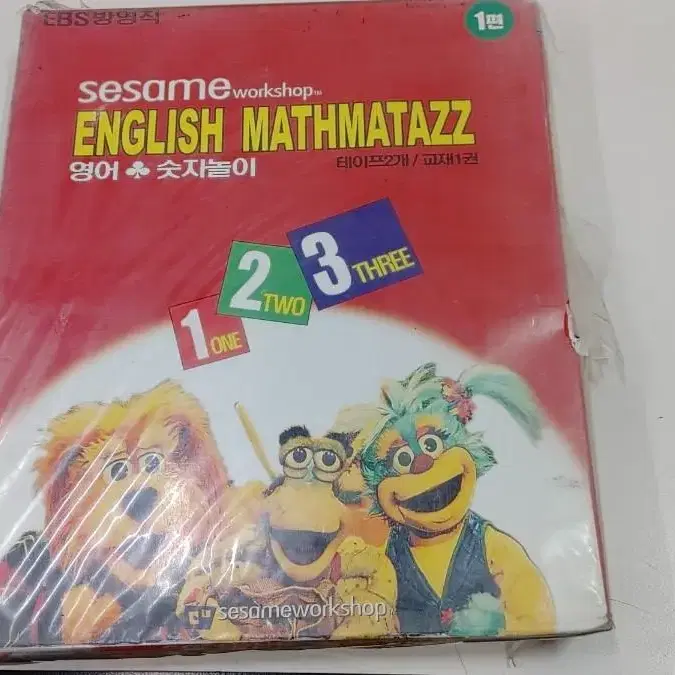 EBS방영작
1편
sesame workshop™
ENGLISH MATHMATAZZ
영어 ♣ 숫자놀이
테이프2개 / 교재1권
3 THREE
2 TWO
1 ONE
sesameworkshop